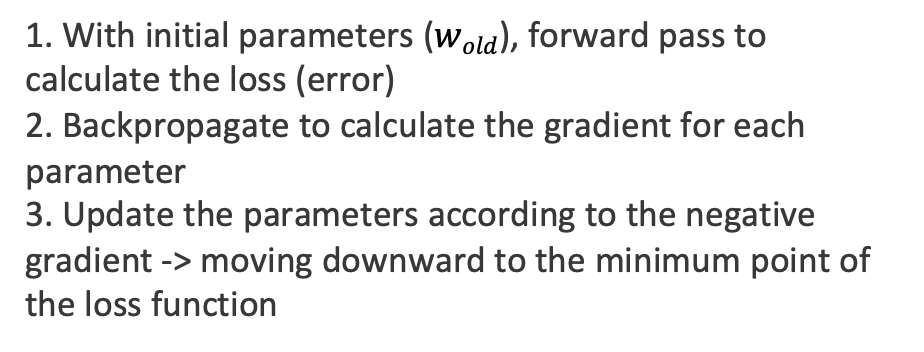 1. With initial parameters (w_old), forward pass to
calculate the loss (error)
2. Backpropagate to calculate the gradient for each
parameter
3. Update the parameters according to the negative
gradient -> moving downward to the minimum point of
the loss function